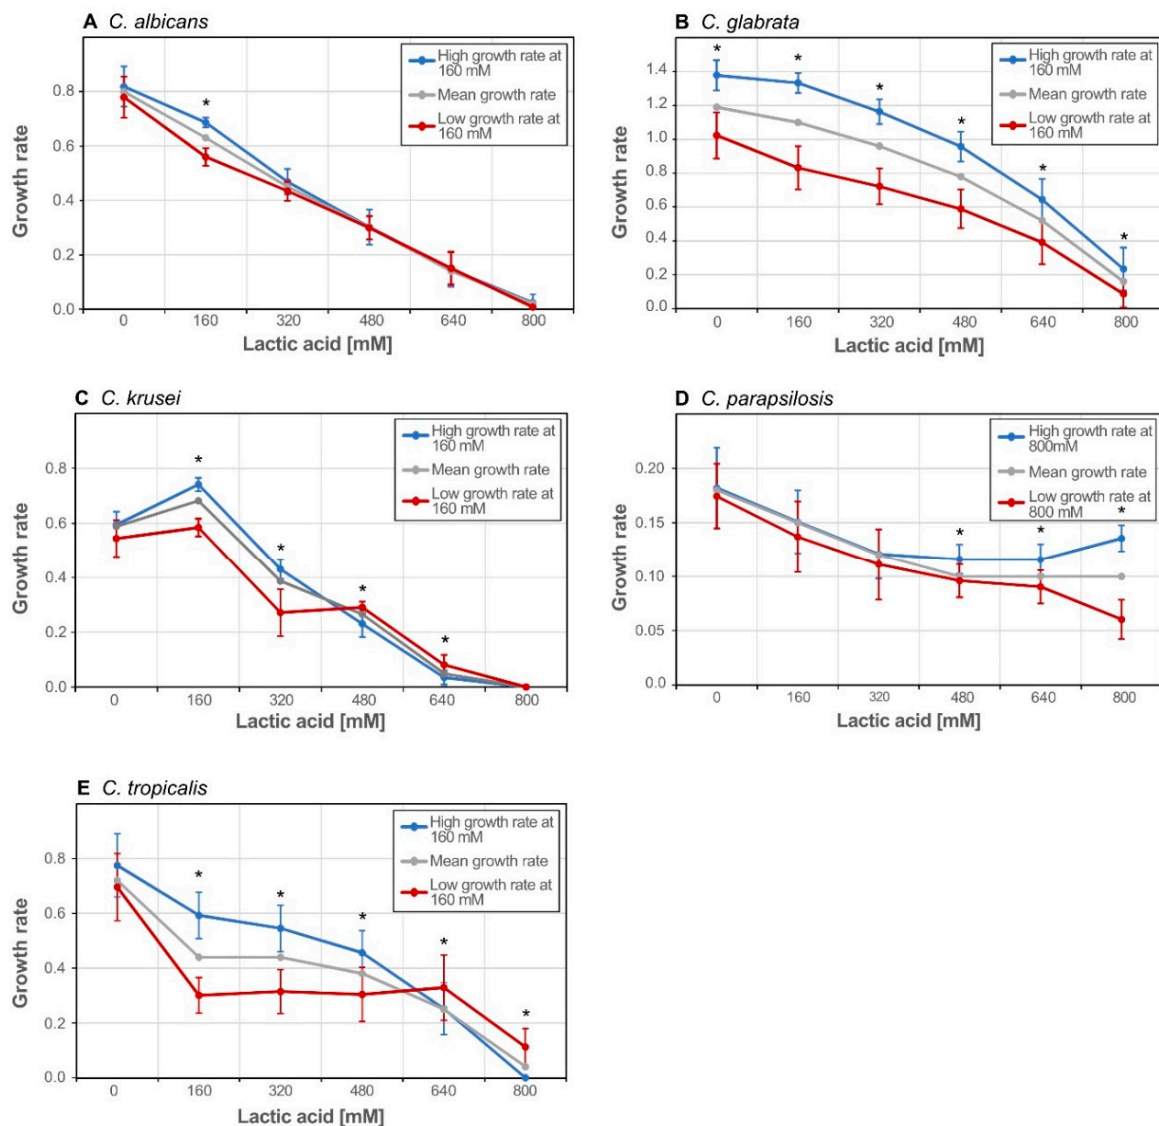 A C. albicans
High growth rate at
160 mM
Mean growth rate
Low growth rate at
160 mM
Growth rate
0.8
0.6
0.4
0.2
0.0
*
0 160 320 480 640 800
Lactic acid [mM]
B C. glabrata
High growth rate at
160 mM
Mean growth rate
Low growth rate at
160 mM
Growth rate
1.4
1.2
1.0
0.8
0.6
0.4
0.2
0.0
* * * * * *
0 160 320 480 640 800
Lactic acid [mM]
C C. krusei
High growth rate at
160 mM
Mean growth rate
Low growth rate at
160 mM
Growth rate
0.8
0.6
0.4
0.2
0.0
* * * *
0 160 320 480 640 800
Lactic acid [mM]
D C. parapsilosis
High growth rate at
800mM
Mean growth rate
Low growth rate at
800 mM
Growth rate
0.20
0.15
0.10
0.05
0.0
* * *
0 160 320 480 640 800
Lactic acid [mM]
E C. tropicalis
High growth rate at
160 mM
Mean growth rate
Low growth rate at
160 mM
Growth rate
0.8
0.6
0.4
0.2
0.0
* * * * *
0 160 320 480 640 800
Lactic acid [mM]